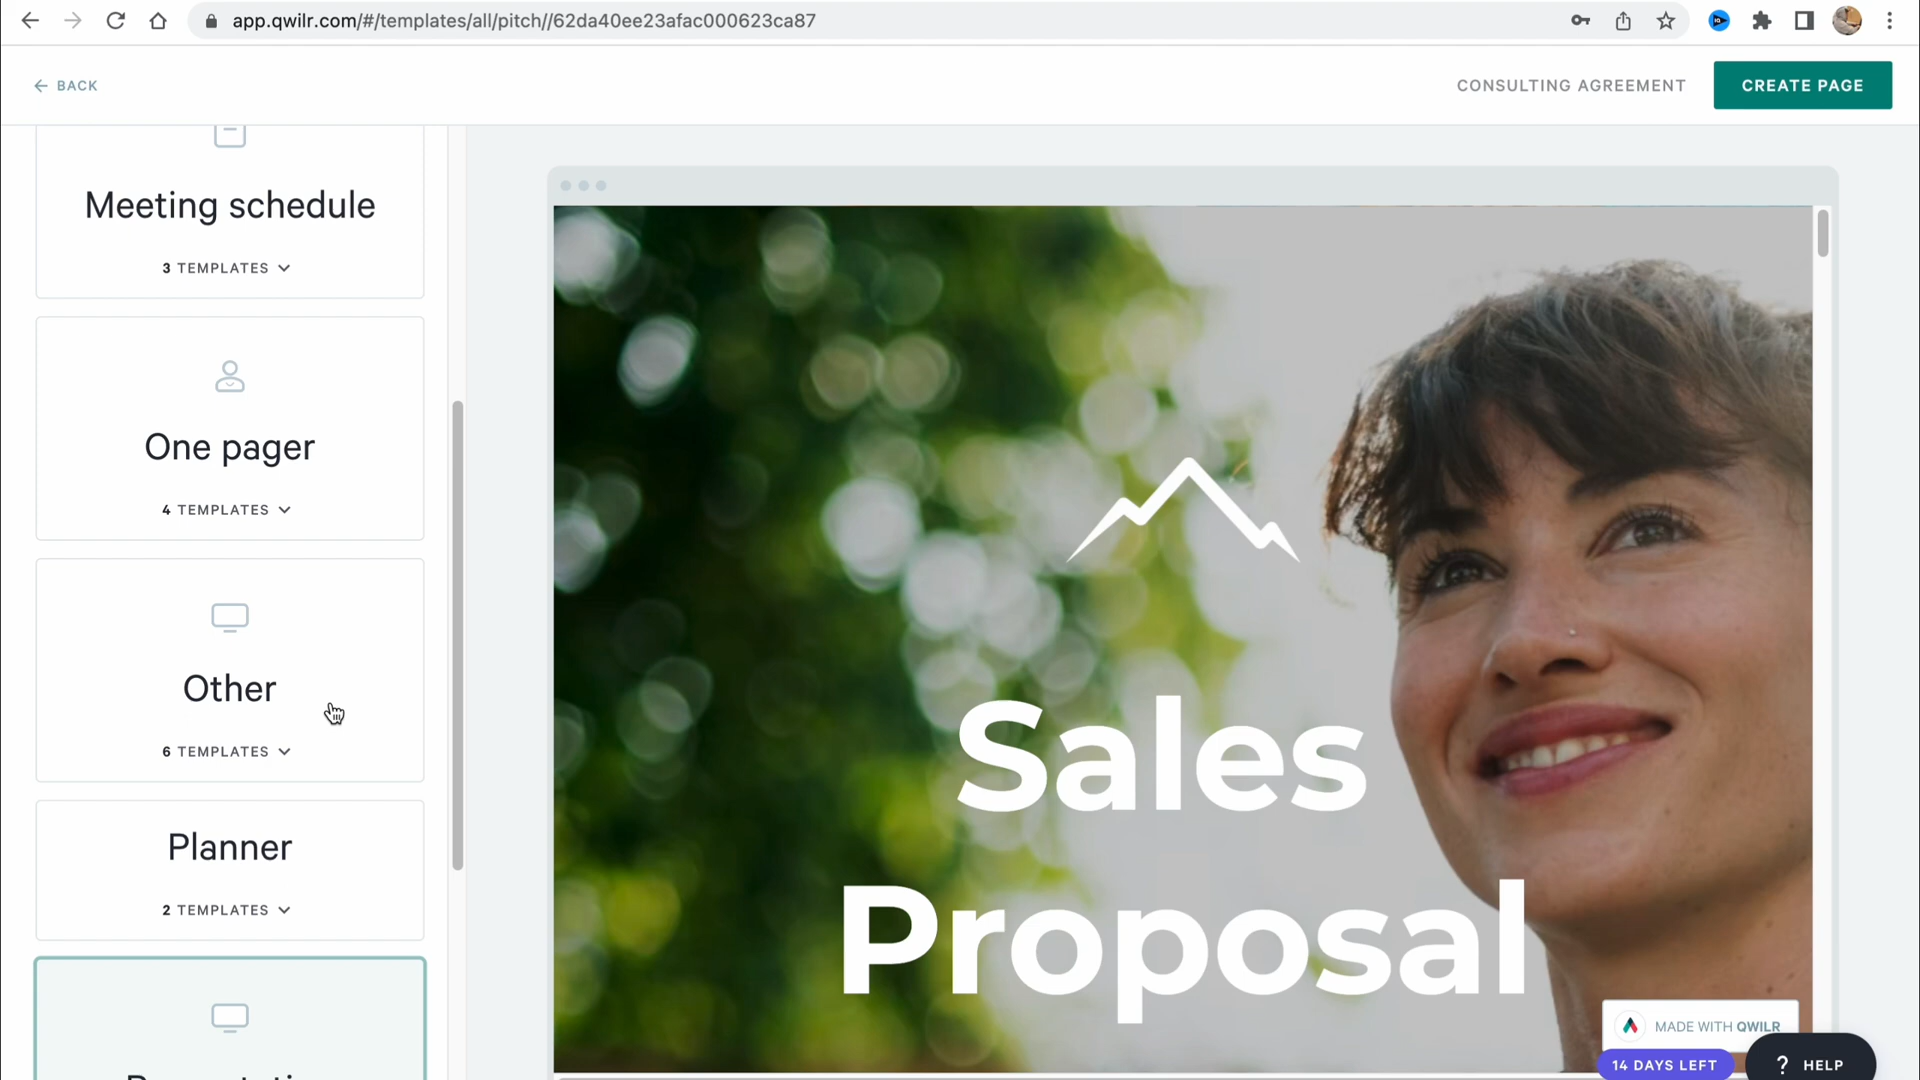 app.qwilr.com/#/templates/all/pitch//62da40ee23afac000623ca87
BACK
CONSULTING AGREEMENT
CREATE PAGE
Meeting schedule
3 TEMPLATES
One pager
4 TEMPLATES
Other
6 TEMPLATES
Planner
2 TEMPLATES
Sales
Proposal
MADE WITH QWILR
14 DAYS LEFT
? HELP